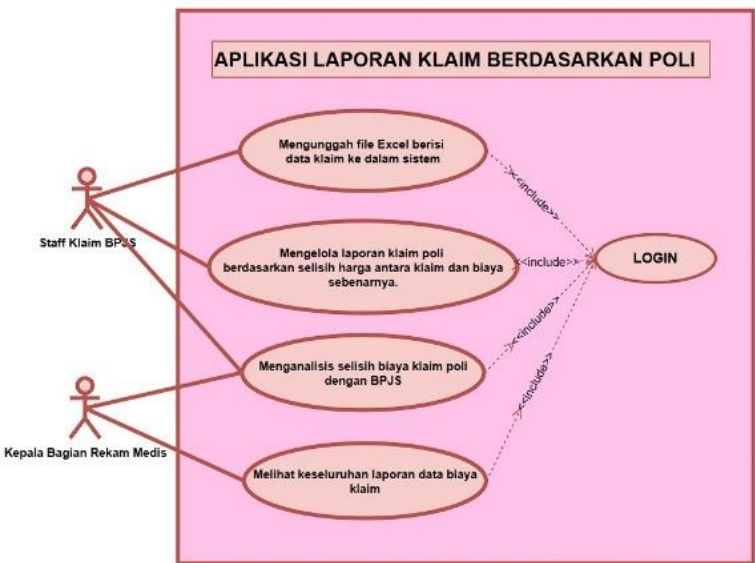 APLIKASI LAPORAN KLAIM BERDASARKAN POLI
Mengunggah file Excel berisi
data klaim ke dalam sistem
<<include>>
Staff Klaim BPJS
Mengelola laporan klaim poli
berdasarkan selisih harga antara klaim dan biaya
sebenarnya.
<<include>>
LOGIN
<<include>>
Menganalisis selisih biaya klaim poli
dengan BPJS
<<include>>
Kepala Bagian Rekam Medis
Melihat keseluruhan laporan data biaya
klaim